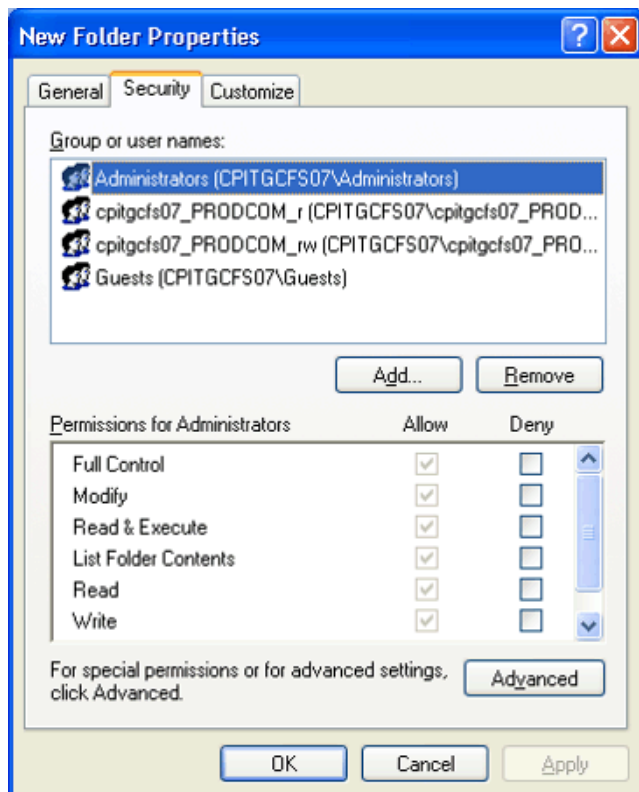 New Folder Properties
General Security Customize
Group or user names:
Administrators (CPITGCFS07\Administrators)
cpitgcfs07_PRODCOM_r (CPITGCFS07\cpitgcfs07_PROD...
cpitgcfs07_PRODCOM_rw (CPITGCFS07\cpitgcfs07_PRO...
Guests (CPITGCFS07\Guests)
Add... Remove
Permissions for Administrators Allow Deny
Full Control
Modify
Read & Execute
List Folder Contents
Read
Write
For special permissions or for advanced settings,
click Advanced.
Advanced
OK Cancel Apply